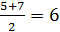 (5+7)/2 = 6